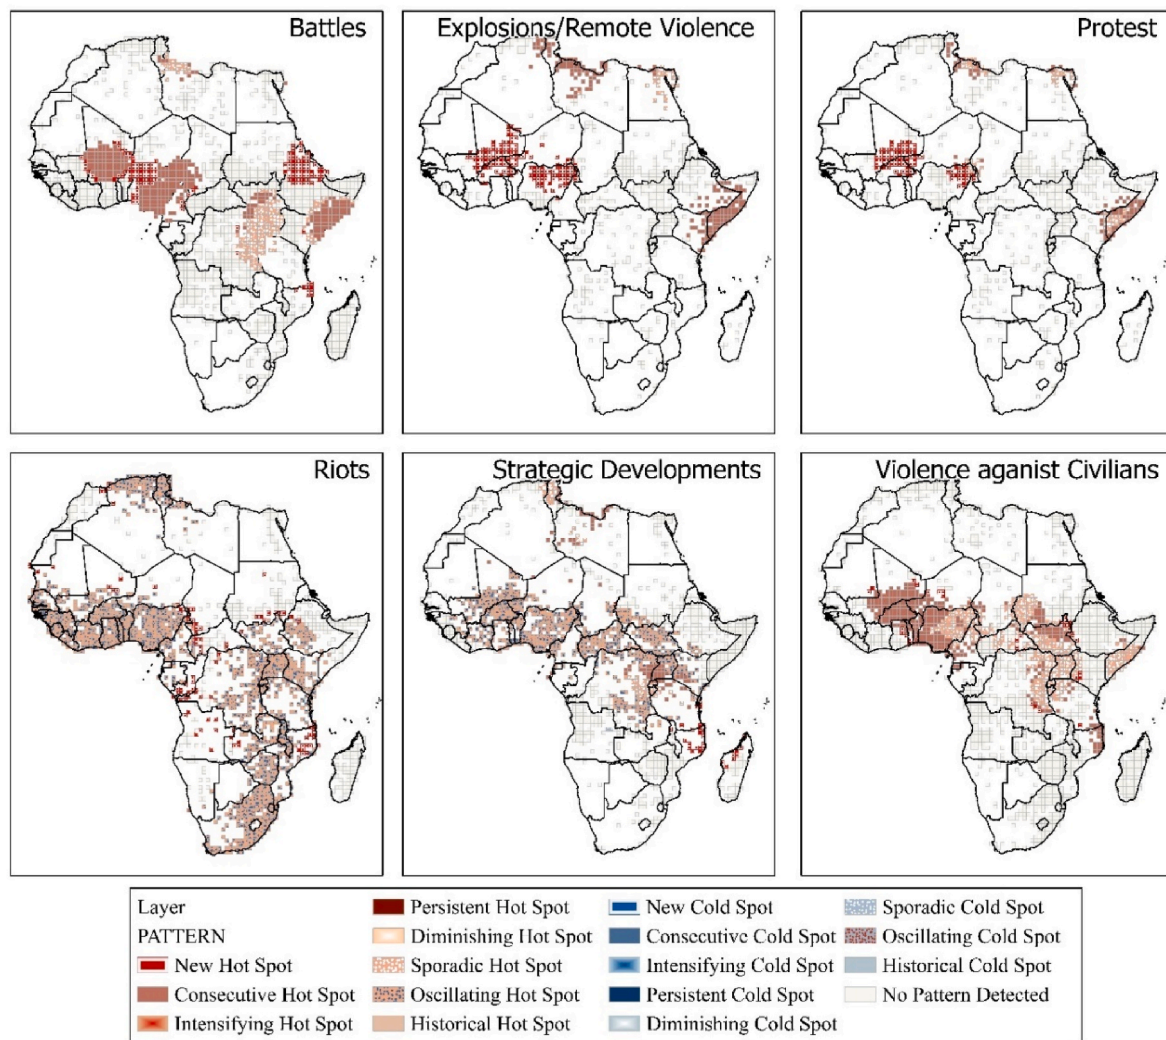 Battles
Explosions/Remote Violence
Protest
Riots
Strategic Developments
Violence aganist Civilians
Layer
PATTERN
New Hot Spot
Consecutive Hot Spot
Intensifying Hot Spot
Persistent Hot Spot
Diminishing Hot Spot
Sporadic Hot Spot
Oscillating Hot Spot
Historical Hot Spot
New Cold Spot
Consecutive Cold Spot
Intensifying Cold Spot
Persistent Cold Spot
Diminishing Cold Spot
Sporadic Cold Spot
Oscillating Cold Spot
Historical Cold Spot
No Pattern Detected